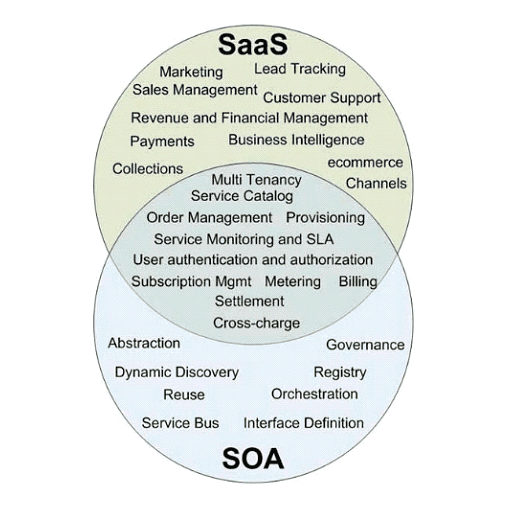 SaaS
Marketing Lead Tracking
Sales Management Customer Support
Revenue and Financial Management
Payments Business Intelligence
Collections ecommerce
Channels
Multi Tenancy
Service Catalog
Order Management Provisioning
Service Monitoring and SLA
User authentication and authorization
Subscription Mgmt Metering Billing
Settlement
Cross-charge
Abstraction Governance
Dynamic Discovery Registry
Reuse Orchestration
Service Bus Interface Definition
SOA